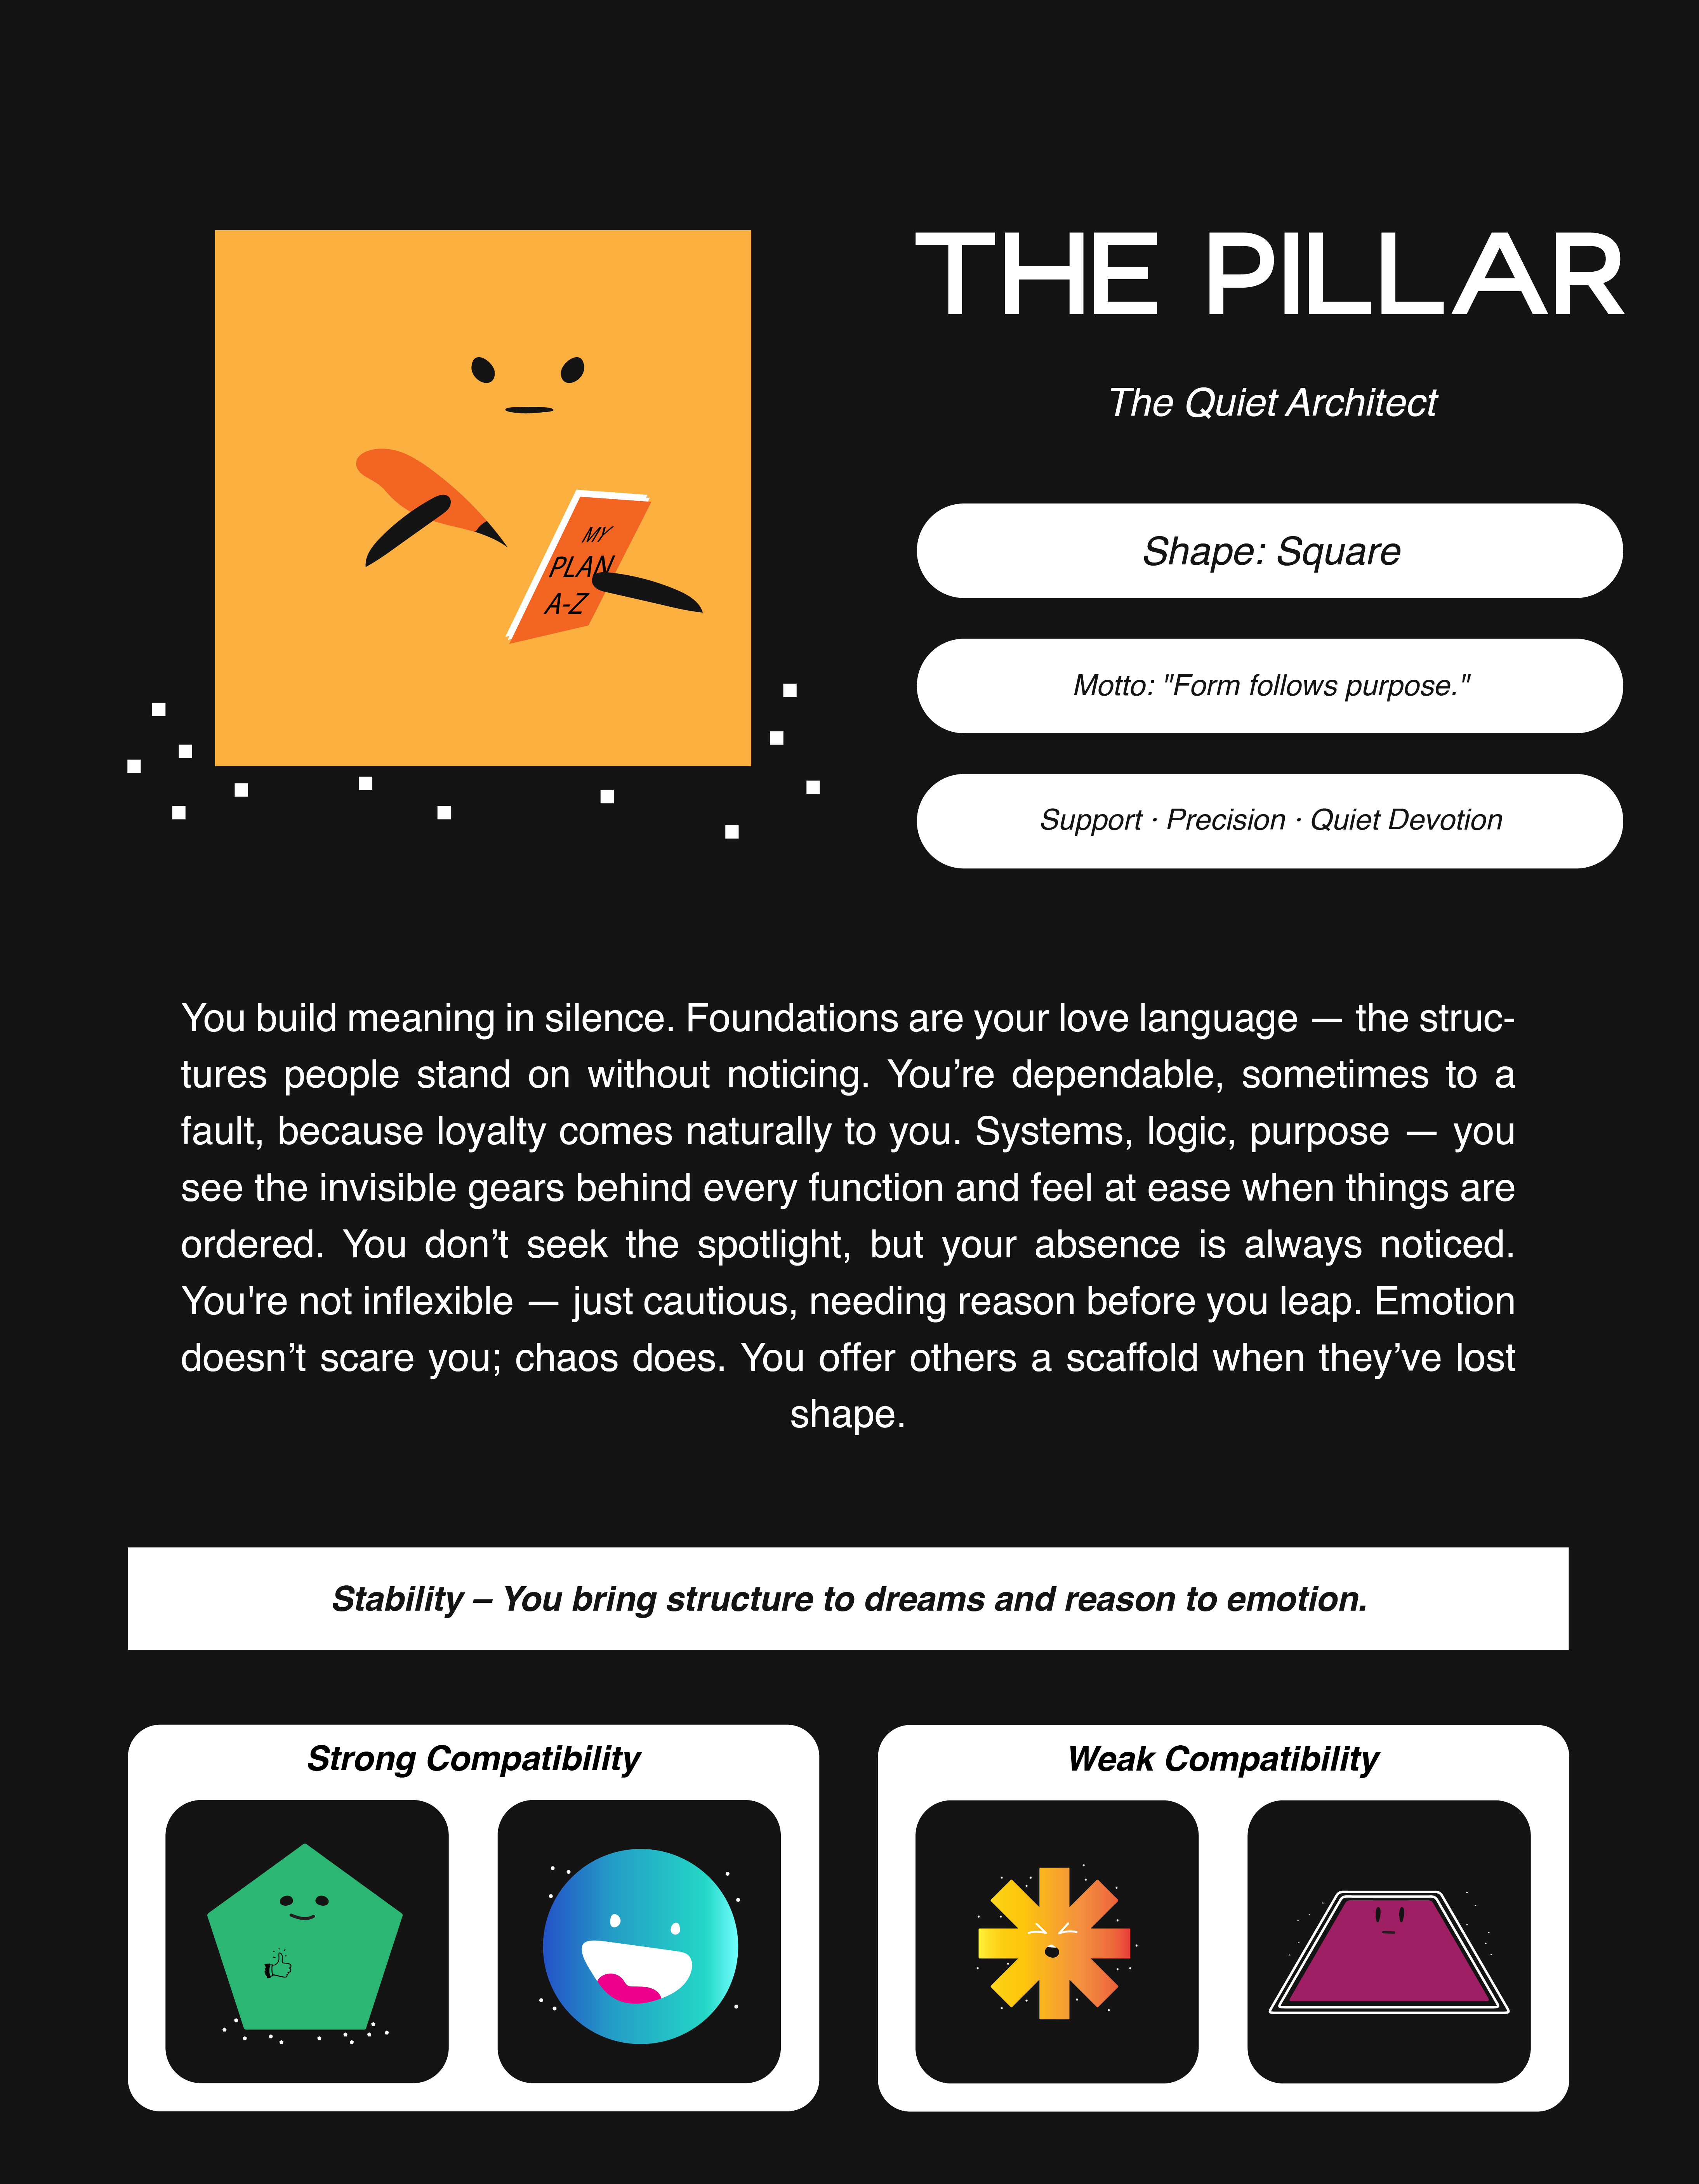 THE PILLAR
The Quiet Architect
MY
PLAN
A-Z
Shape: Square
Motto: "Form follows purpose."
Support · Precision · Quiet Devotion
You build meaning in silence. Foundations are your love language — the struc-
tures people stand on without noticing. You’re dependable, sometimes to a
fault, because loyalty comes naturally to you. Systems, logic, purpose — you
see the invisible gears behind every function and feel at ease when things are
ordered. You don’t seek the spotlight, but your absence is always noticed.
You're not inflexible — just cautious, needing reason before you leap. Emotion
doesn’t scare you; chaos does. You offer others a scaffold when they’ve lost
shape.
Stability – You bring structure to dreams and reason to emotion.
Strong Compatibility
Weak Compatibility